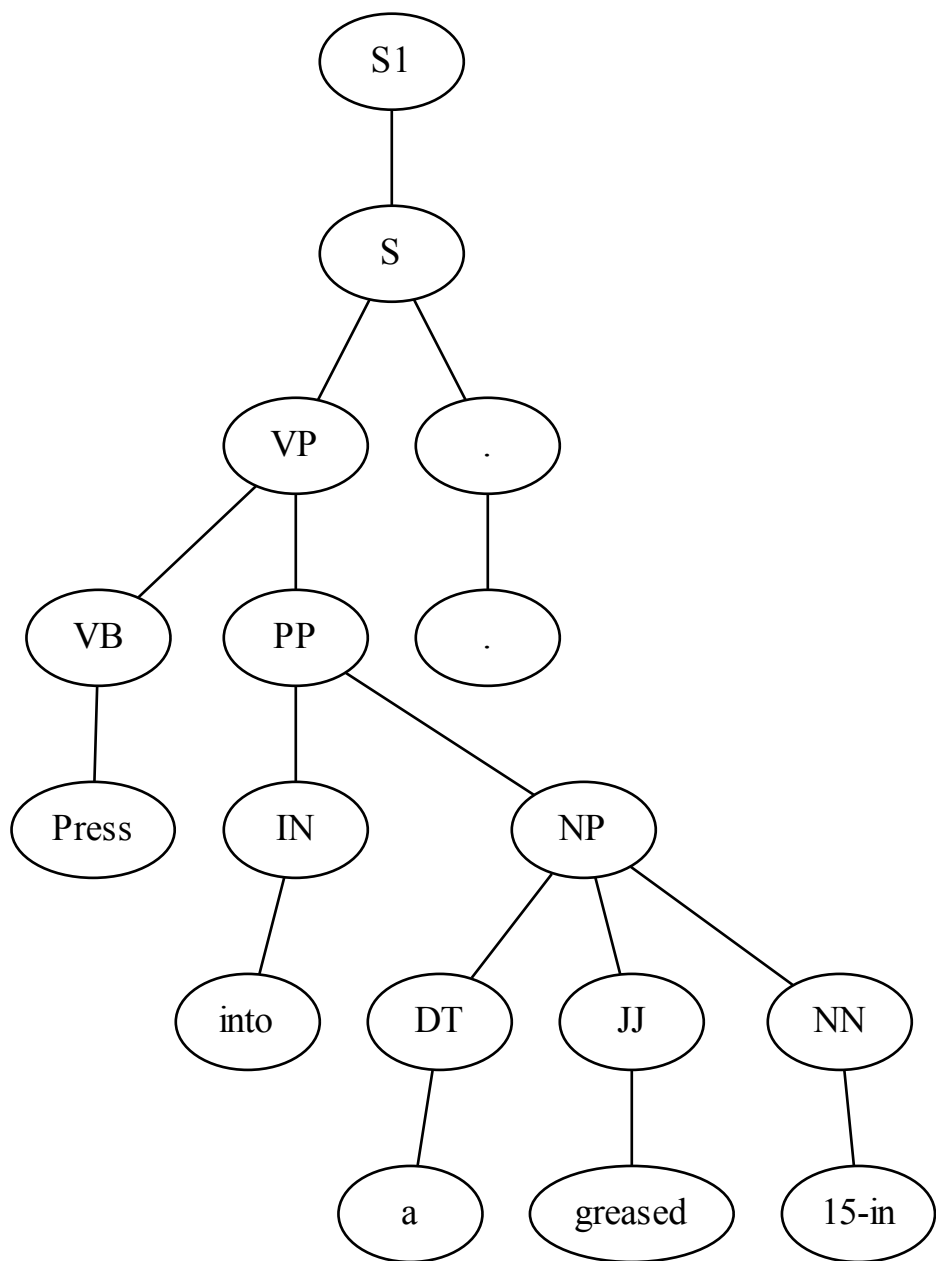 S1
S
VP .
VB PP .
Press IN NP
into DT JJ NN
a greased 15-in